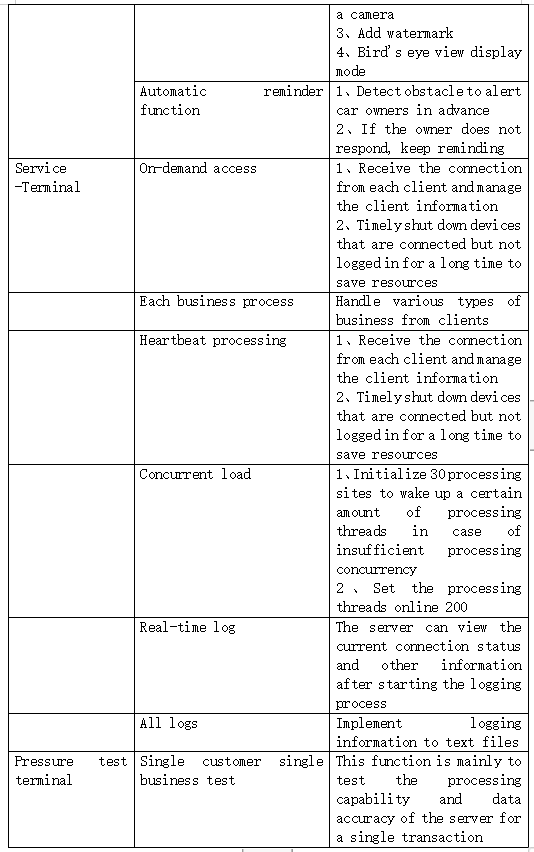 a camera
3、Add watermark
4、Bird's eye view display
mode
Automatic reminder
function
1、Detect obstacle to alert
car owners in advance
2、If the owner does not
respond, keep reminding
Service
-Terminal
On-demand access
1、Receive the connection
from each client and manage
the client information
2、Timely shut down devices
that are connected but not
logged in for a long time to
save resources
Each business process
Handle various types of
business from clients
Heartbeat processing
1、Receive the connection
from each client and manage
the client information
2、Timely shut down devices
that are connected but not
logged in for a long time to
save resources
Concurrent load
1、Initialize 30 processing
sites to wake up a certain
amount of processing
threads in case of
insufficient processing
concurrency
2、Set the processing
threads online 200
Real-time log
The server can view the
current connection status
and other information
after starting the logging
process
All logs
Implement logging
information to text files
Pressure test
terminal
Single customer single
business test
This function is mainly to
test the processing
capability and data
accuracy of the server for
a single transaction